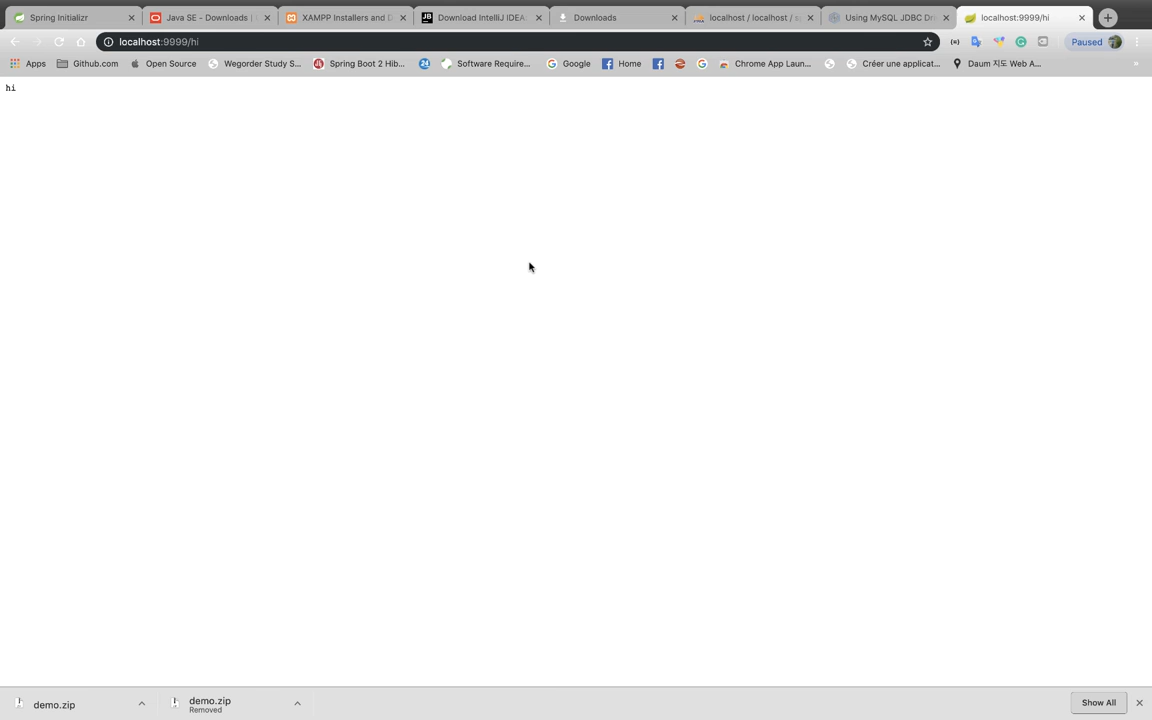 Spring Initializr
Java SE - Downloads |
XAMPP Installers and D
Download IntelliJ IDEA:
Downloads
localhost / localhost / s
Using MySQL JDBC Dri
localhost:9999/hi
localhost:9999/hi
Paused
Apps
Github.com
Open Source
Wegorder Study S...
Spring Boot 2 Hib...
24
Software Require...
Google
Home
Chrome App Laun...
Créer une applicat...
Daum 지도 Web A...
»
hi
demo.zip
demo.zip
Removed
Show All